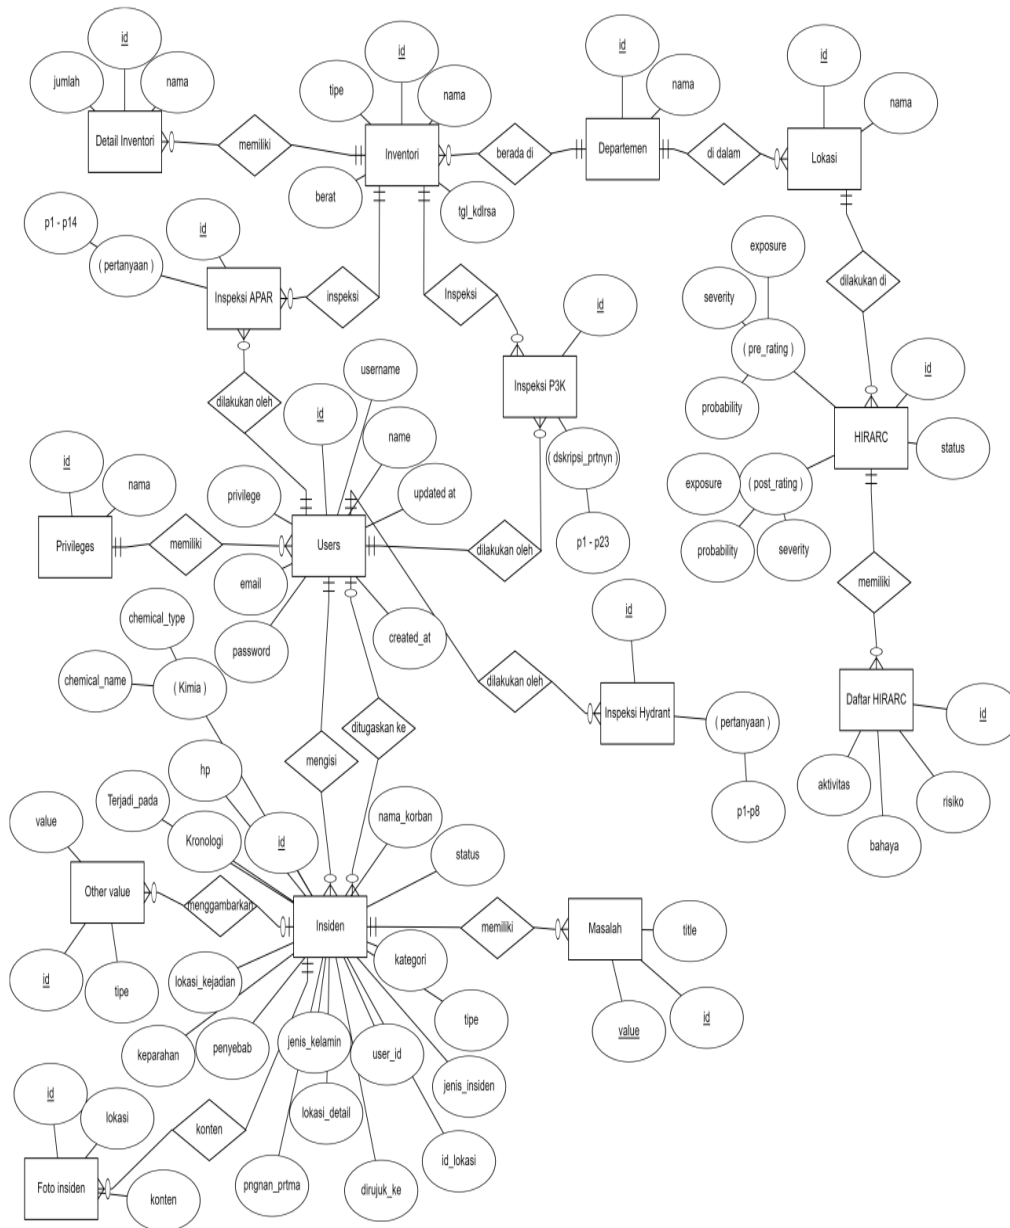 id
id
id
id
jumlah
nama
tipe
nama
nama
nama
Detail Inventori
memiliki
Inventori
berada di
Departemen
di dalam
Lokasi
berat
tgl_kdlrsa
p1 - p14
id
( pertanyaan )
exposure
Inspeksi APAR
inspeksi
Inspeksi
dilakukan di
severity
id
( pre_rating )
username
Inspeksi P3K
id
dilakukan oleh
id
probability
name
HIRARC
status
( dskripsi_prtnyn )
id
nama
privilege
updated at
exposure
( post_rating )
Privileges
memiliki
Users
dilakukan oleh
p1 - p23
probability
severity
email
memiliki
chemical_type
id
password
created_at
chemical_name
( Kimia )
dilakukan oleh
Inspeksi Hydrant
Daftar HIRARC
id
( pertanyaan )
ditugaskan ke
mengisi
hp
aktivitas
Terjadi_pada
risiko
p1-p8
value
Kronologi
id
nama_korban
bahaya
status
Other value
menggambarkan
Insiden
memiliki
Masalah
title
lokasi_kejadian
kategori
id
tipe
tipe
id
value
keparahan
penyebab
jenis_kelamin
user_id
jenis_insiden
id
lokasi
lokasi_detail
konten
id_lokasi
Foto insiden
konten
pngnan_prtma
dirujuk_ke